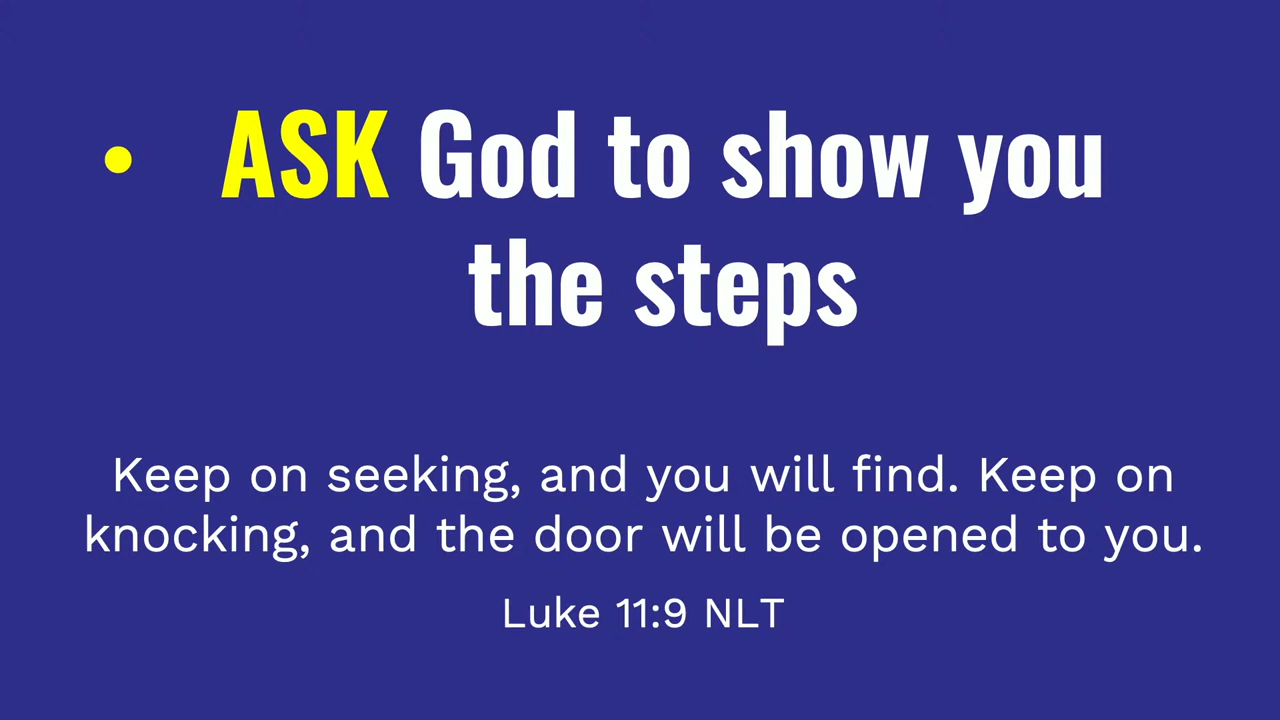 • ASK God to show you
the steps
Keep on seeking, and you will find. Keep on
knocking, and the door will be opened to you.
Luke 11:9 NLT